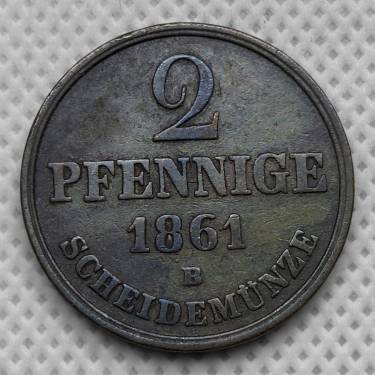 2
PFENNIGE
1861
B
SCHEIDEMÜNZE